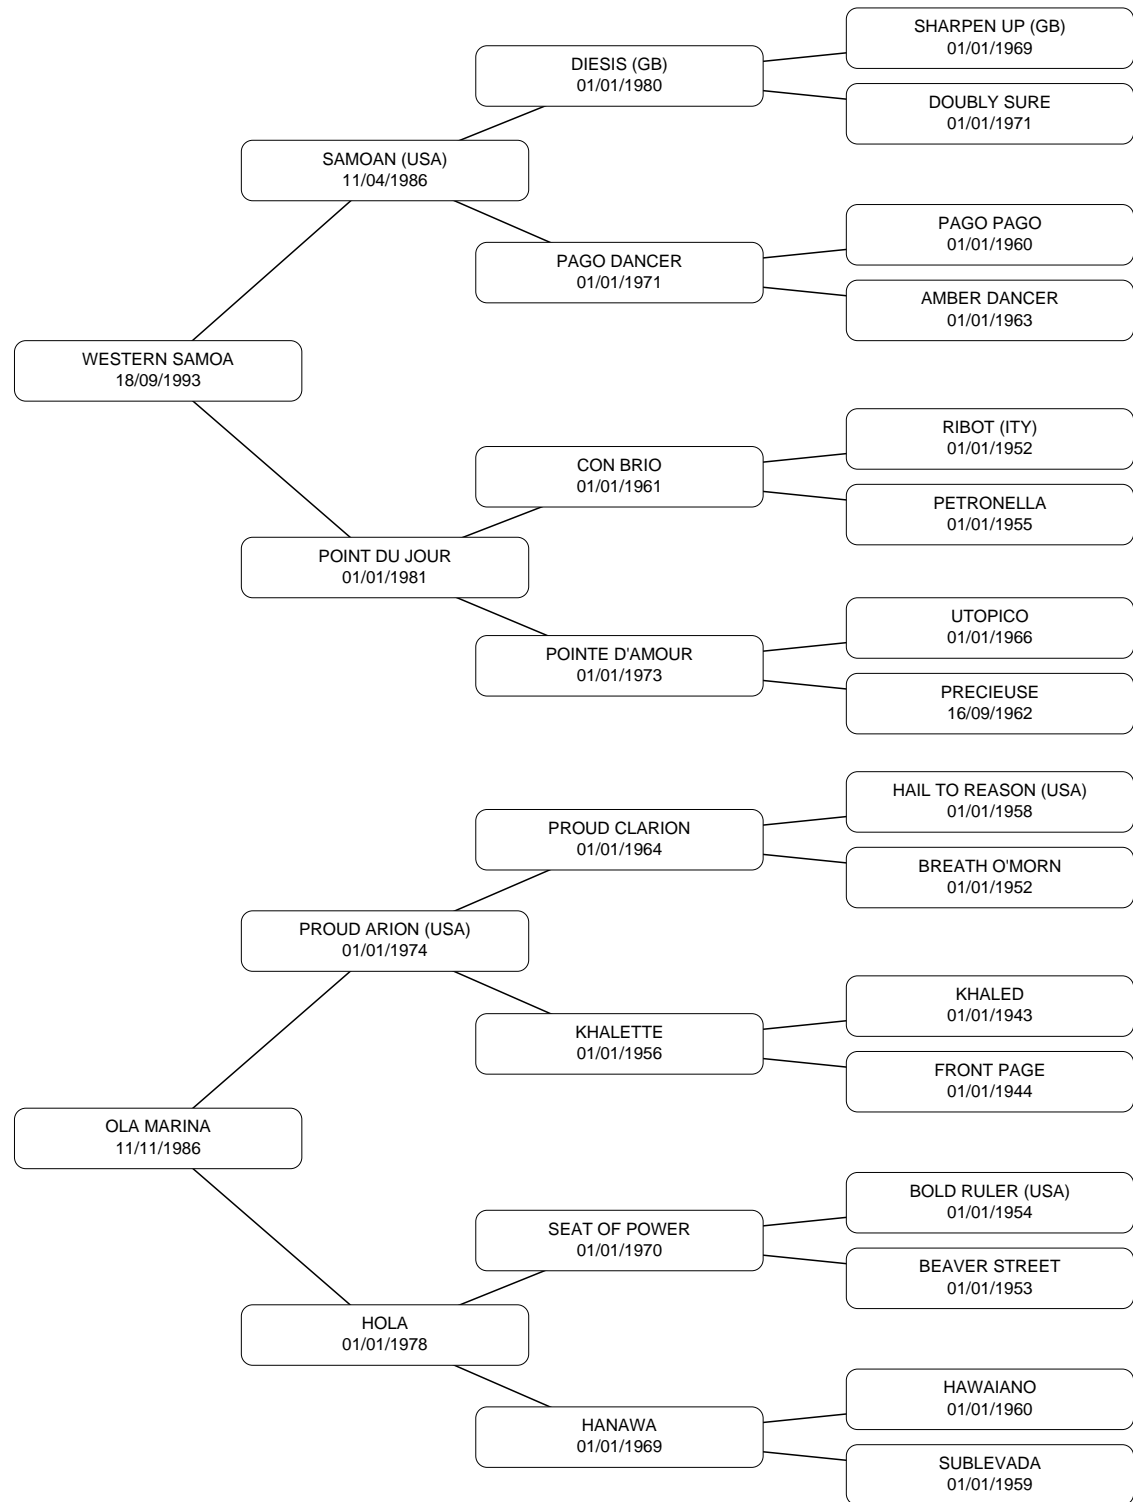 SHARPEN UP (GB)
01/01/1969
DIESIS (GB)
01/01/1980
DOUBLY SURE
01/01/1971
SAMOAN (USA)
11/04/1986
PAGO PAGO
01/01/1960
PAGO DANCER
01/01/1971
AMBER DANCER
01/01/1963
WESTERN SAMOA
18/09/1993
RIBOT (ITY)
01/01/1952
CON BRIO
01/01/1961
PETRONELLA
01/01/1955
POINT DU JOUR
01/01/1981
UTOPICO
01/01/1966
POINTE D'AMOUR
01/01/1973
PRECIEUSE
16/09/1962
HAIL TO REASON (USA)
01/01/1958
PROUD CLARION
01/01/1964
BREATH O'MORN
01/01/1952
PROUD ARION (USA)
01/01/1974
KHALED
01/01/1943
KHALETTE
01/01/1956
FRONT PAGE
01/01/1944
OLA MARINA
11/11/1986
BOLD RULER (USA)
01/01/1954
SEAT OF POWER
01/01/1970
BEAVER STREET
01/01/1953
HOLA
01/01/1978
HAWAIANO
01/01/1960
HANAWA
01/01/1969
SUBLEVADA
01/01/1959